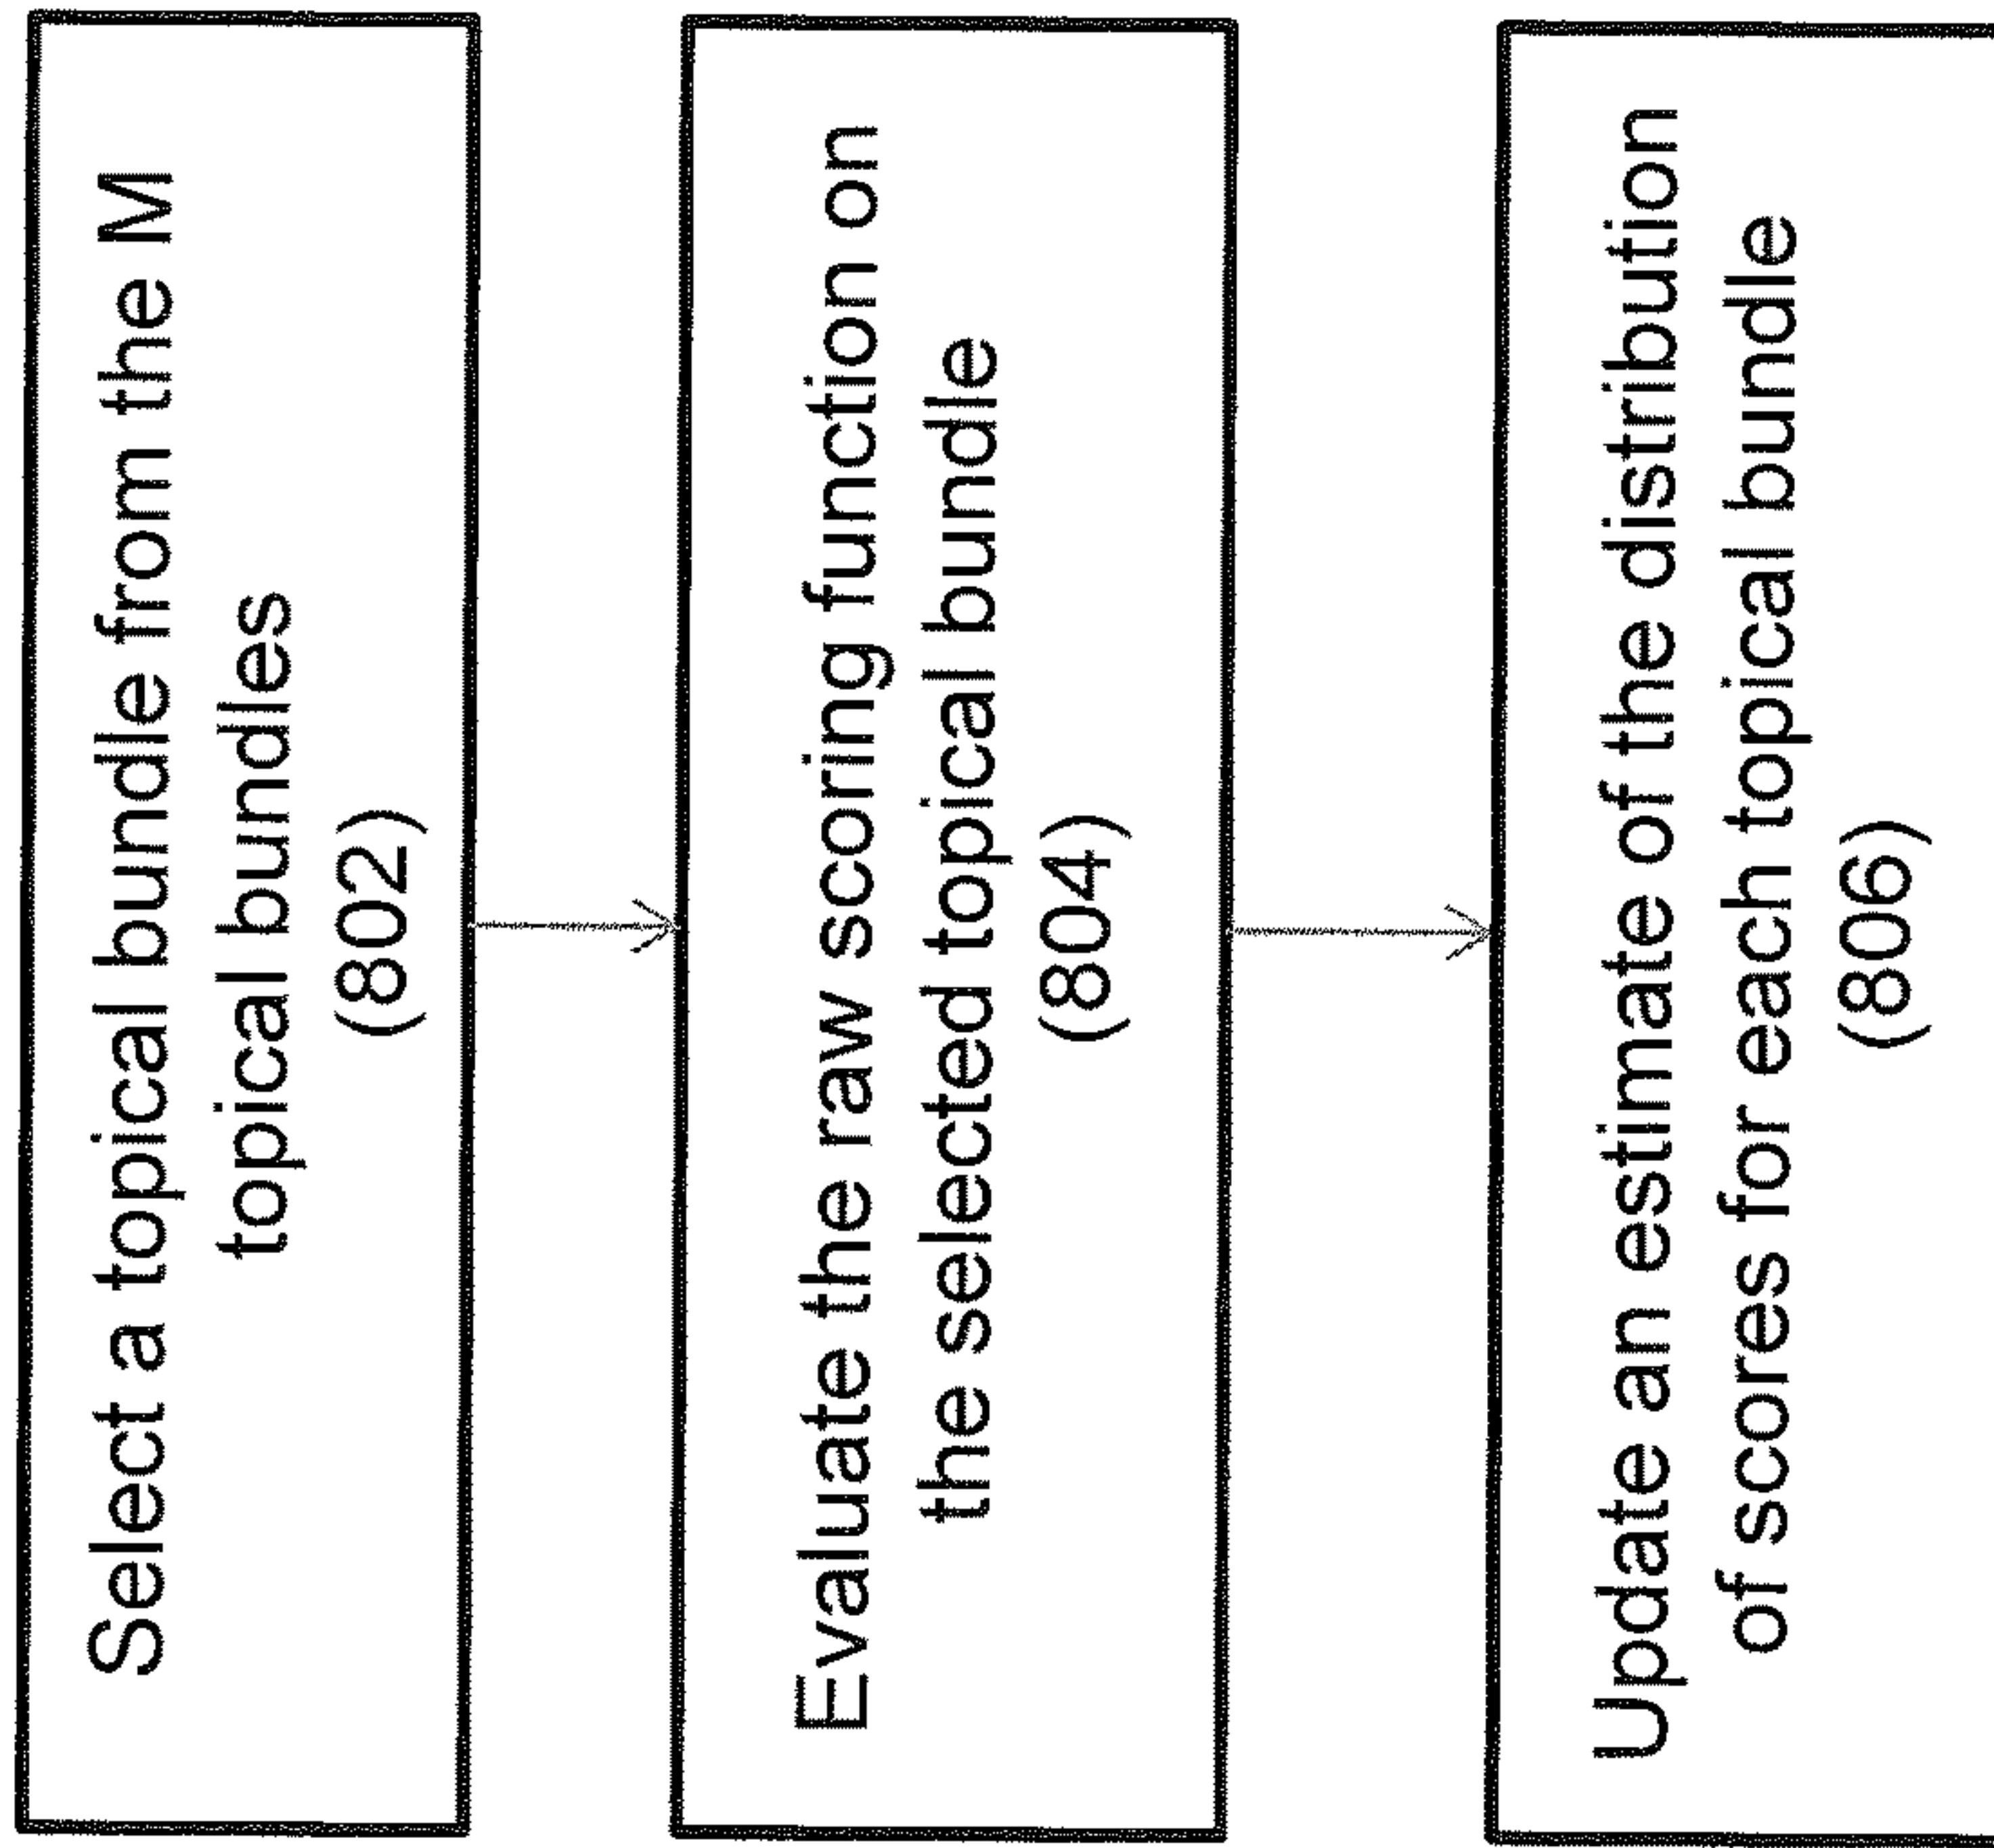 Select a topical bundle from the M
topical bundles
(802)
Evaluate the raw scoring function on
the selected topical bundle
(804)
Update an estimate of the distribution
of scores for each topical bundle
(806)